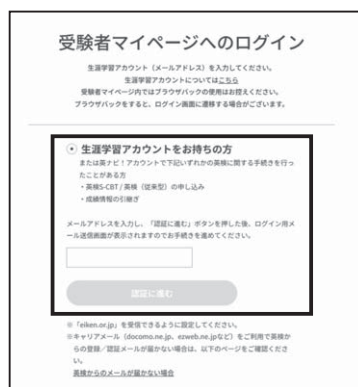 受験者マイページへのログイン
生涯学習アカウント（メールアドレス）を入力してください。
生涯学習アカウントについてはこちら
受験者マイページ内ではブラウザバックの使用はお控えください。
ブラウザバックをすると、ログイン画面に遷移する場合がございます。
生涯学習アカウントをお持ちの方
または英ナビ！アカウントで下記いずれかの英検に関する手続きを行っ
たことがある方
・英検S-CBT / 英検（従来型）の申し込み
・成績情報の引継ぎ
メールアドレスを入力し、「認証に進む」ボタンを押した後、ログイン用メ
ール送信画面が表示されますのでお手続きを進めてください。
認証に進む
※「eiken.or.jp」を受信できるように設定してください。
※キャリアメール（docomo.ne.jp、ezweb.ne.jpなど）をご利用で英検か
らの登録／認証メールが届かない場合は、以下のページをご確認くださ
い。
英検からのメールが届かない場合